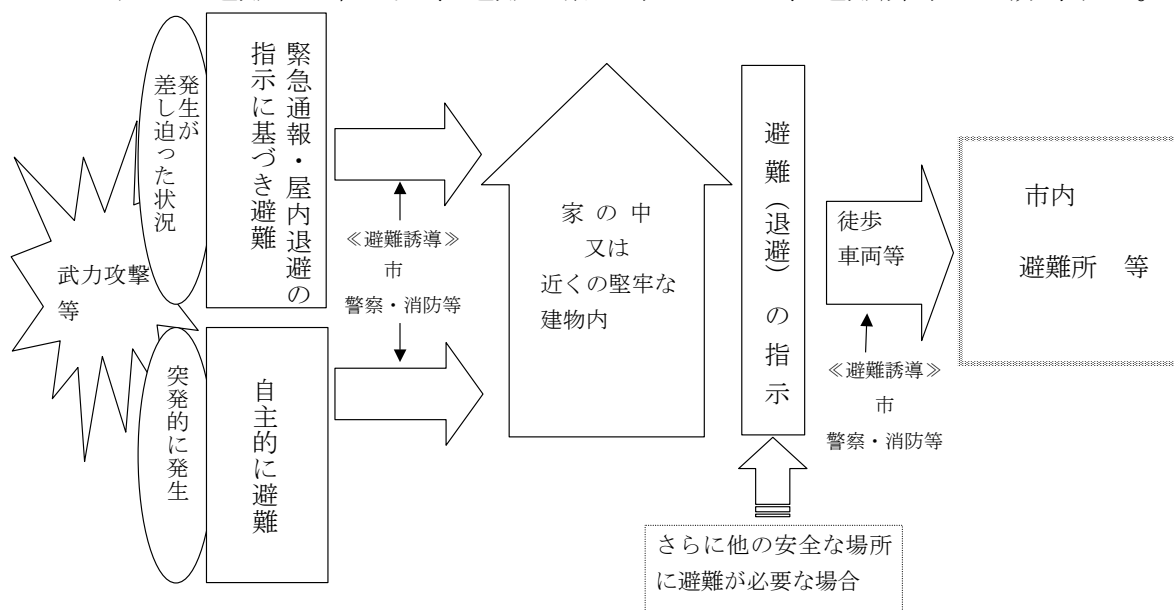 発生が
差し迫った状況
緊急通報・屋内退避の
指示に基づき避難
武力攻撃
等
突発的に発生
自主的に避難
≪避難誘導≫
市
警察・消防等
家の中
又は
近くの堅牢な
建物内
避難(退避)の指示
徒歩
車両等
≪避難誘導≫
市
警察・消防等
さらに他の安全な場所
に避難が必要な場合
市内
避難所　等